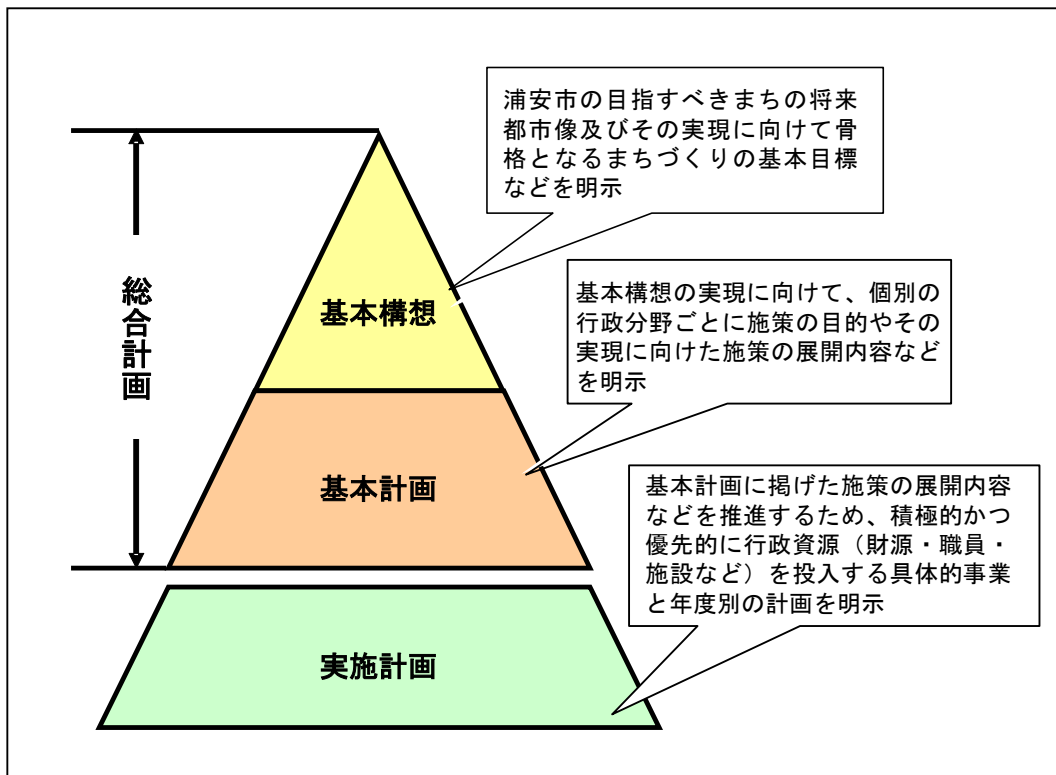 浦安市の目指すべきまちの将来
都市像及びその実現に向けて骨
格となるまちづくりの基本目標
などを明示
総合計画
基本構想
基本構想の実現に向けて、個別の
行政分野ごとに施策の目的やその
実現に向けた施策の展開内容など
を明示
基本計画
基本計画に掲げた施策の展開内容
などを推進するため、積極的かつ
優先的に行政資源（財源・職員・
施設など）を投入する具体的事業
と年度別の計画を明示
実施計画